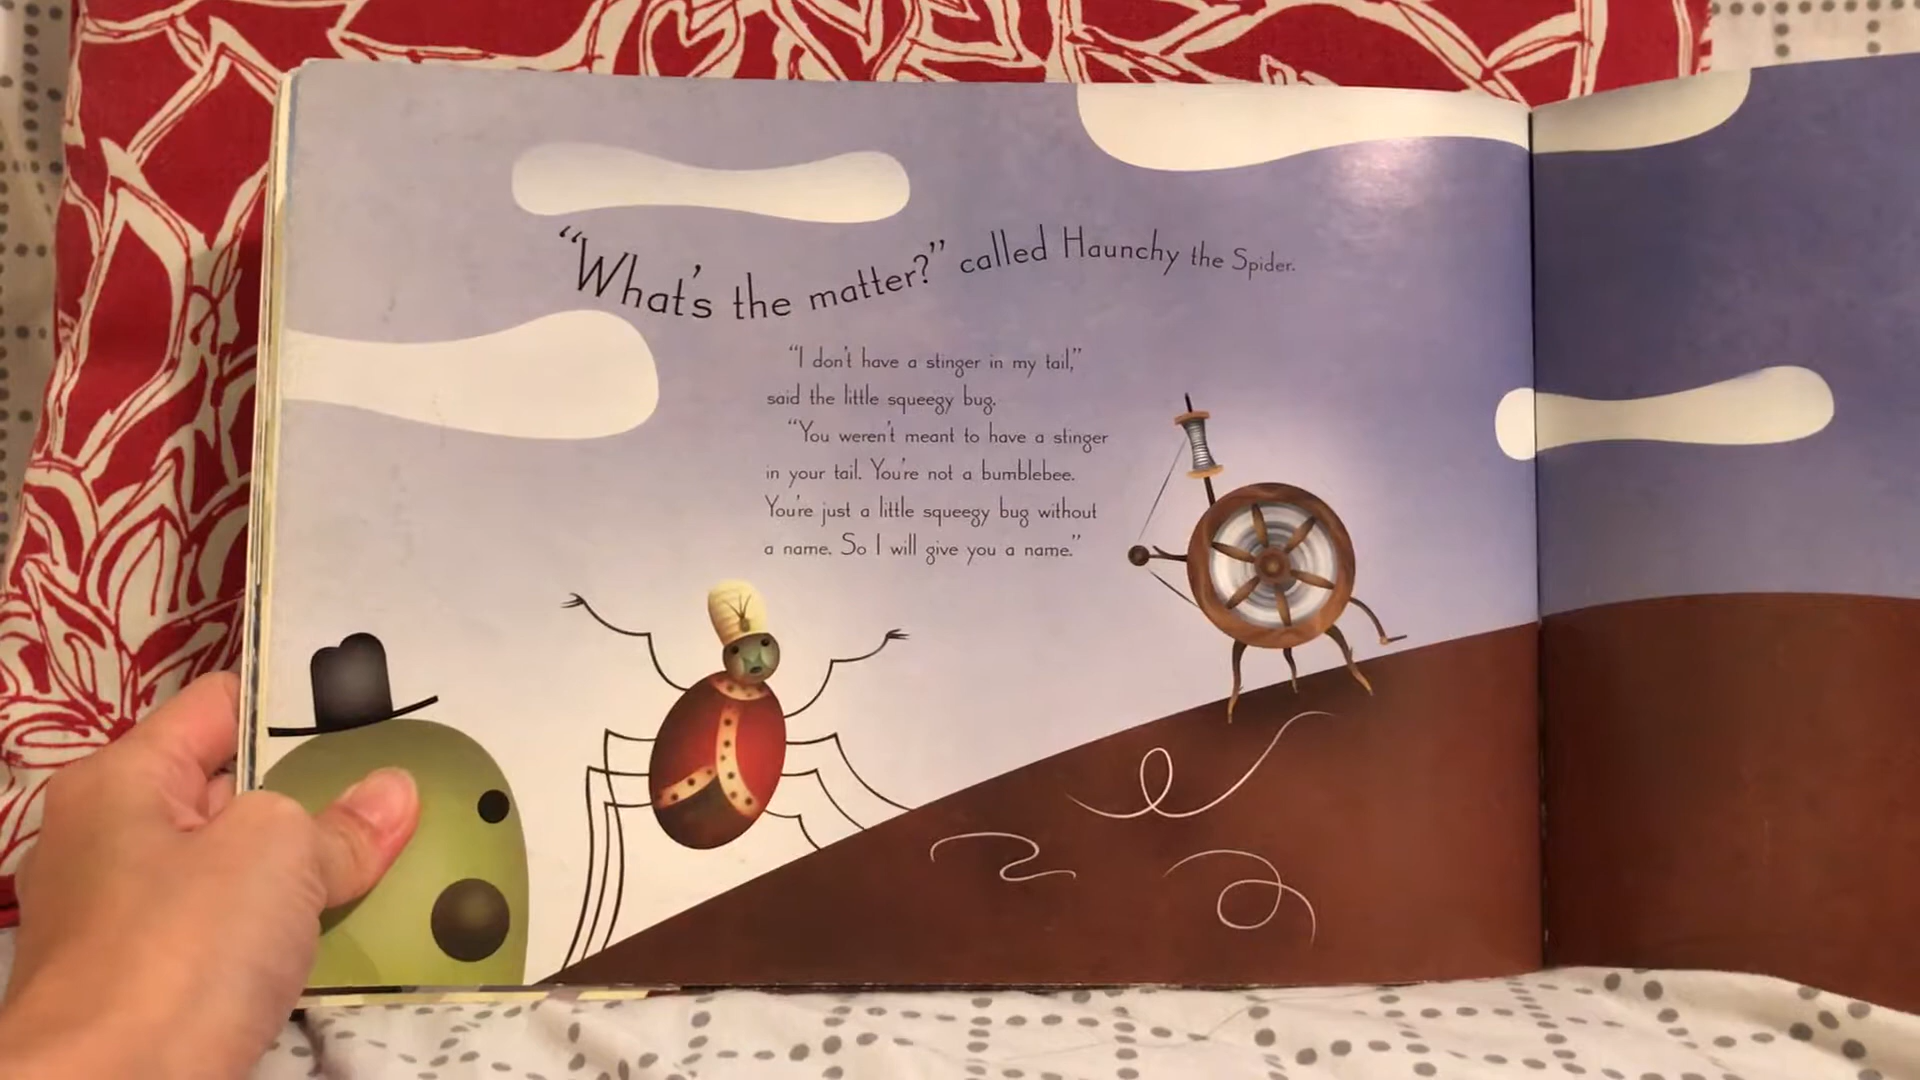 “What's the matter?” called Haunchy the Spider.
“I don't have a stinger in my tail,”
said the little squeegy bug.
“You weren't meant to have a stinger
in your tail. You're not a bumblebee.
You're just a little squeegy bug without
a name. So I will give you a name.”